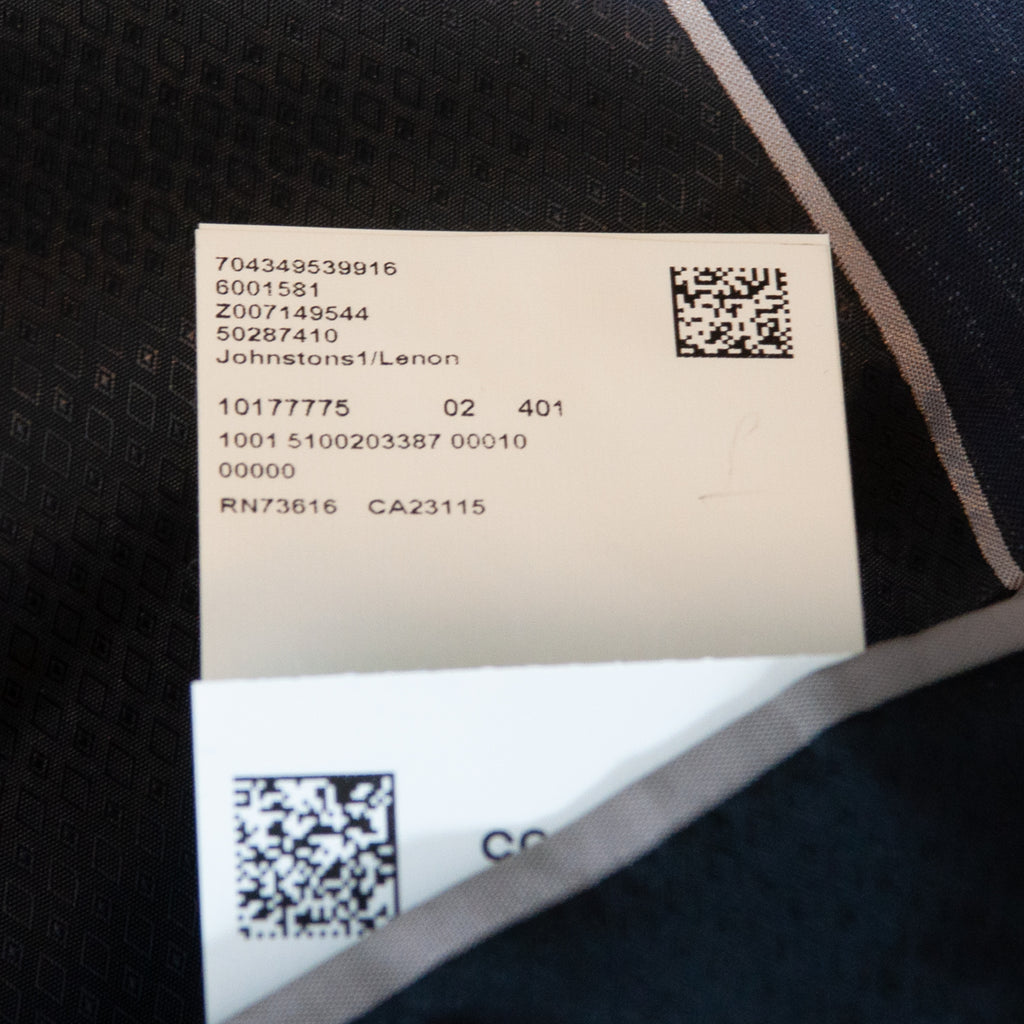 704349539916
6001581
Z007149544
50287410
Johnstons1/Lenon
10177775 02 401
1001 5100203387 00010
00000
RN73616 CA23115